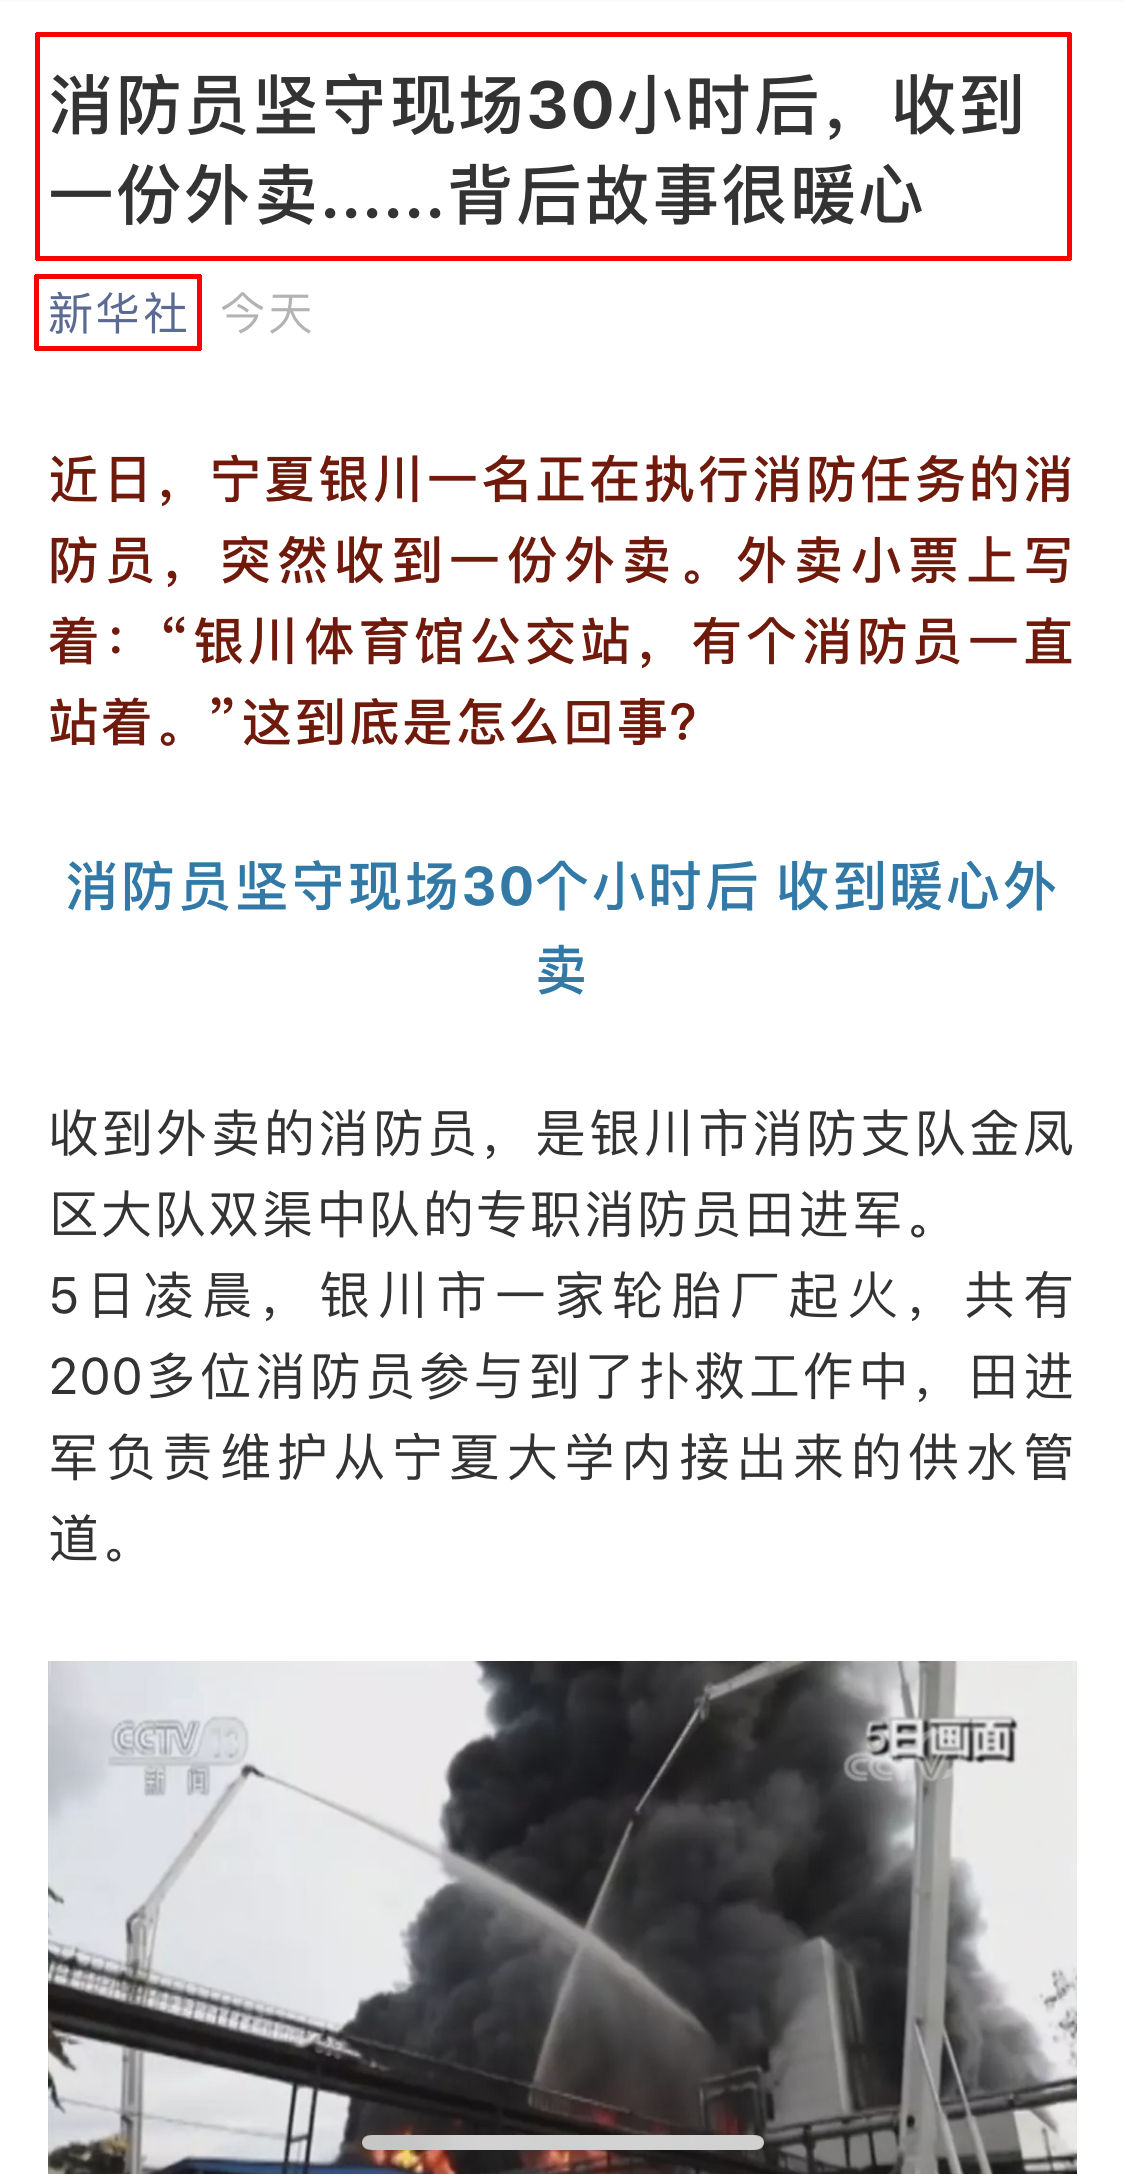 消防员坚守现场30小时后，收到
一份外卖……背后故事很暖心
新华社 今天
近日，宁夏银川一名正在执行消防任务的消
防员，突然收到一份外卖。外卖小票上写
着：“银川体育馆公交站，有个消防员一直
站着。”这到底是怎么回事？
消防员坚守现场30个小时后 收到暖心外
卖
收到外卖的消防员，是银川市消防支队金凤
区大队双渠中队的专职消防员田进军。
5日凌晨，银川市一家轮胎厂起火，共有
200多位消防员参与到了扑救工作中，田进
军负责维护从宁夏大学内接出来的供水管
道。
CCTV 13
新闻
5日画面
CCTV